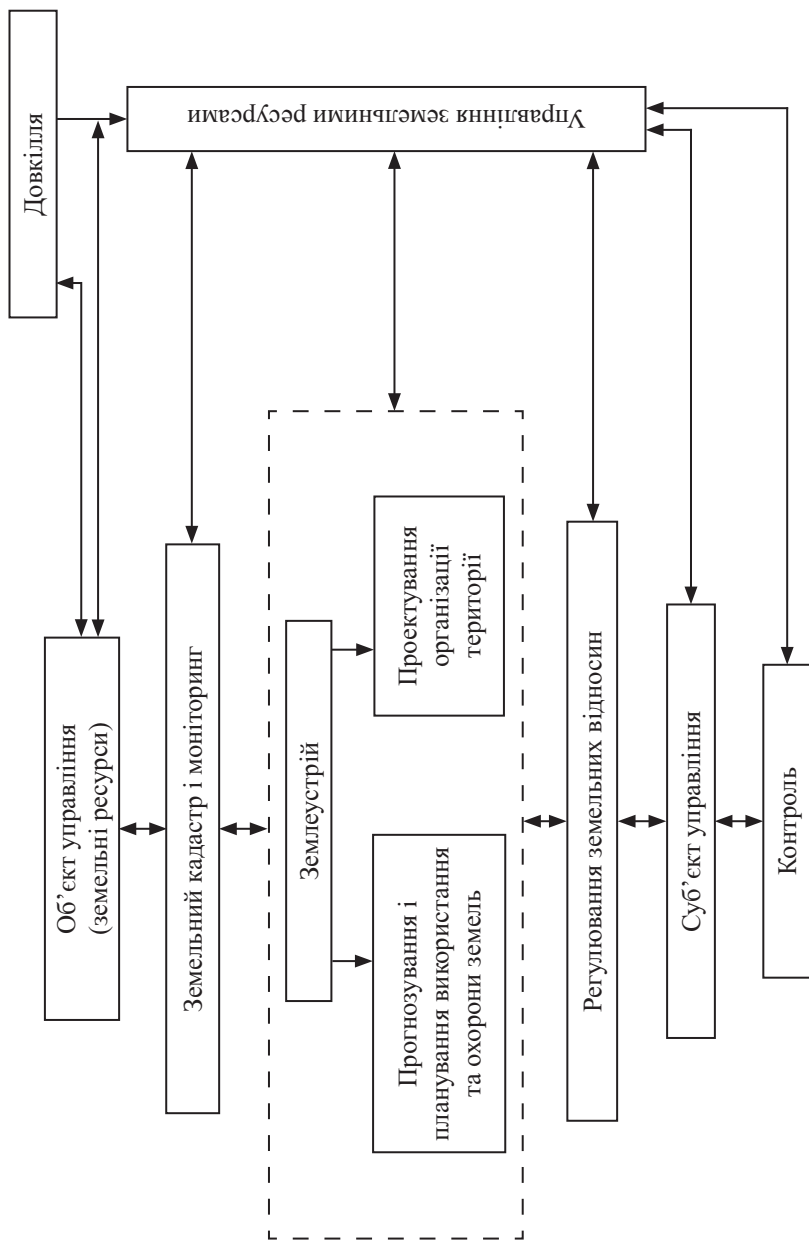 Довкілля
Об’єкт управління
(земельні ресурси)
Земельний кадастр і моніторинг
Землеустрій
Прогнозування і
планування використання
та охорони земель
Проектування
організації
території
Регулювання земельних відносин
Суб’єкт управління
Контроль
Управління земельними ресурсами